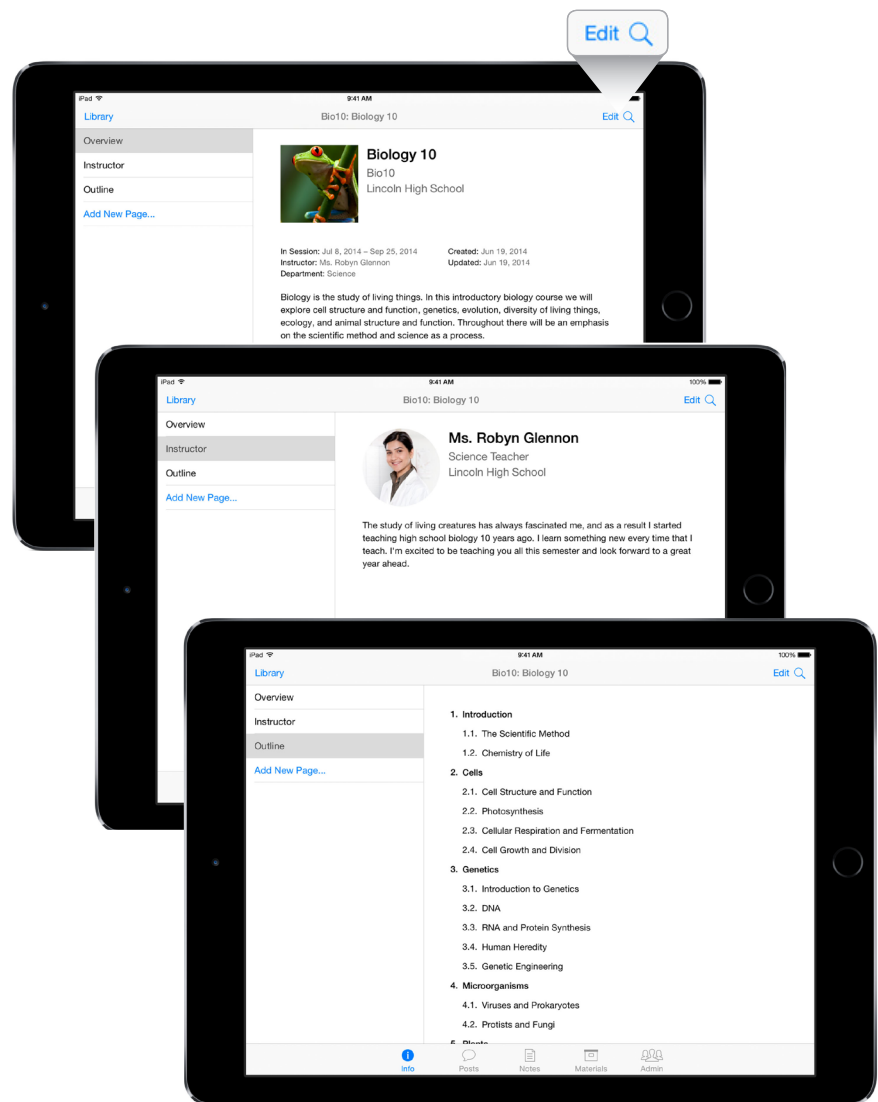 Edit
iPad
9:41 AM
Library
Bio10: Biology 10
Edit
Overview
Instructor
Outline
Add New Page...
Biology 10
Bio10
Lincoln High School
In Session: Jul 8, 2014 – Sep 25, 2014
Created: Jun 19, 2014
Instructor: Ms. Robyn Glennon
Updated: Jun 19, 2014
Department: Science
Biology is the study of living things. In this introductory biology course we will
explore cell structure and function, genetics, evolution, diversity of living things,
ecology, and animal structure and function. Throughout there will be an emphasis
on the scientific method and science as a process.
iPad
9:41 AM
100%
Library
Bio10: Biology 10
Edit
Overview
Instructor
Outline
Add New Page...
Ms. Robyn Glennon
Science Teacher
Lincoln High School
The study of living creatures has always fascinated me, and as a result I started
teaching high school biology 10 years ago. I learn something new every time that I
teach. I'm excited to be teaching you all this semester and look forward to a great
year ahead.
iPad
9:41 AM
100%
Library
Bio10: Biology 10
Edit
Overview
Instructor
Outline
Add New Page...
1. Introduction
1.1. The Scientific Method
1.2. Chemistry of Life
2. Cells
2.1. Cell Structure and Function
2.2. Photosynthesis
2.3. Cellular Respiration and Fermentation
2.4. Cell Growth and Division
3. Genetics
3.1. Introduction to Genetics
3.2. DNA
3.3. RNA and Protein Synthesis
3.4. Human Heredity
3.5. Genetic Engineering
4. Microorganisms
4.1. Viruses and Prokaryotes
4.2. Protists and Fungi
5. Plants
Info
Posts
Notes
Materials
Admin